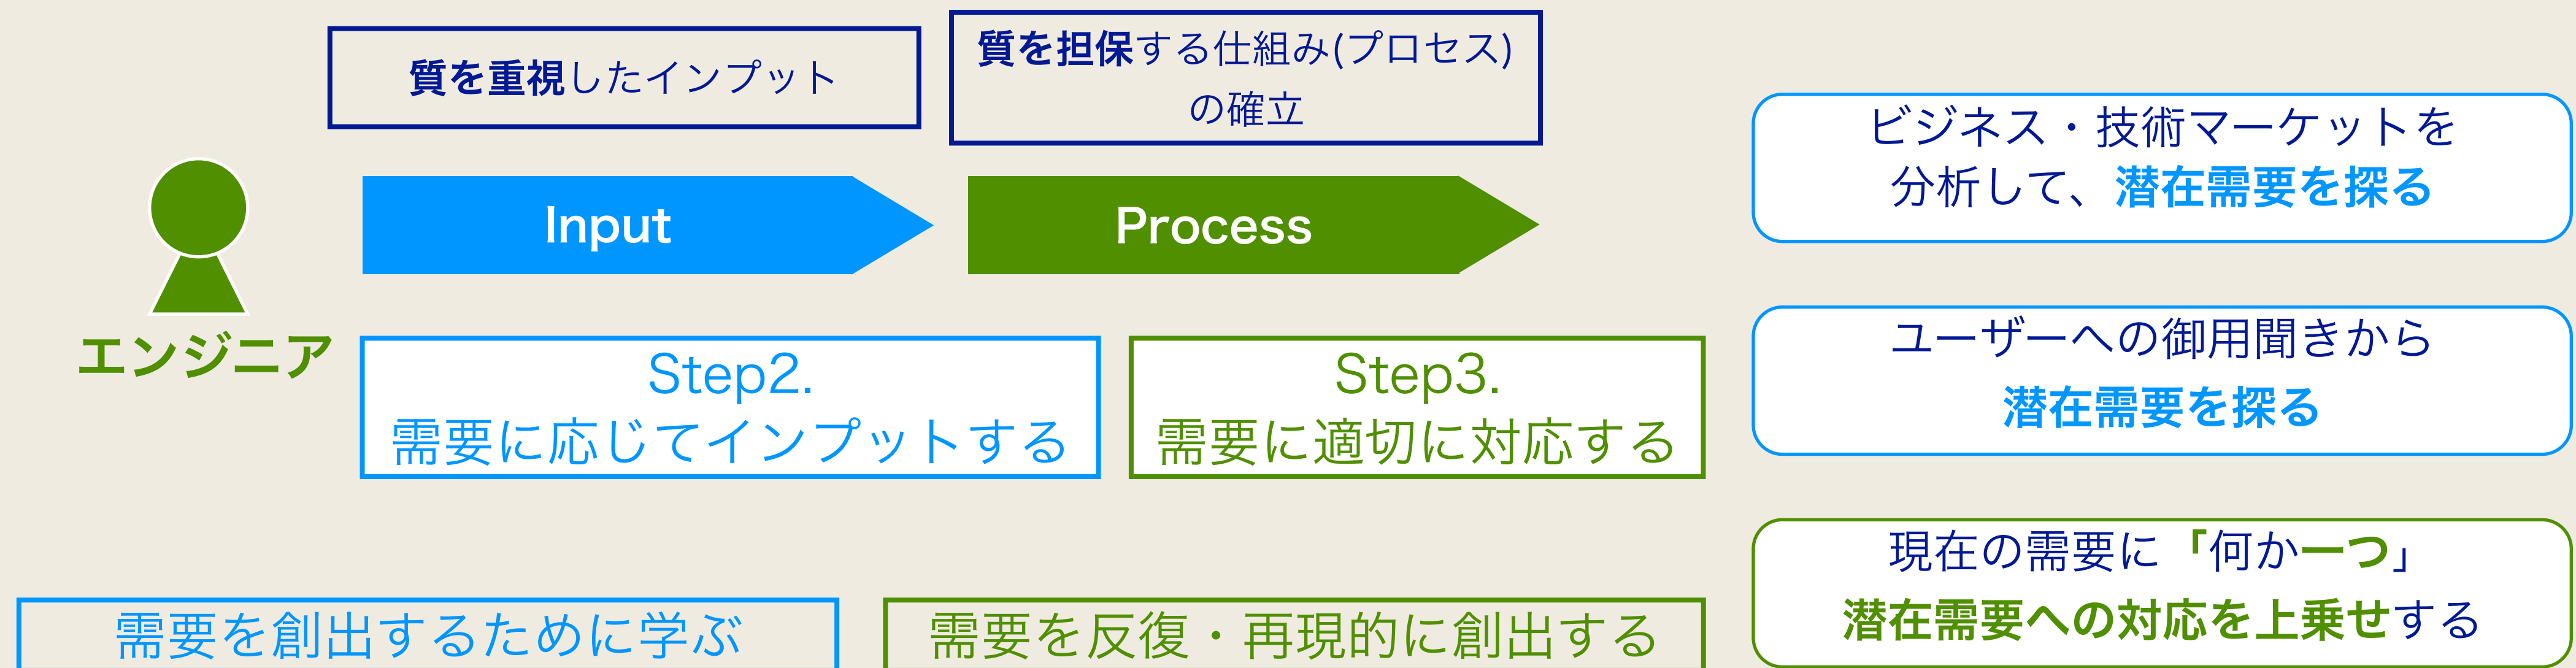 質を重視したインプット
質を担保する仕組み(プロセス)
の確立
Input
Process
エンジニア
Step2.
需要に応じてインプットする
Step3.
需要に適切に対応する
需要を創出するために学ぶ
需要を反復・再現的に創出する
ビジネス・技術マーケットを
分析して、潜在需要を探る
ユーザーへの御用聞きから
潜在需要を探る
現在の需要に「何か一つ」
潜在需要への対応を上乗せする